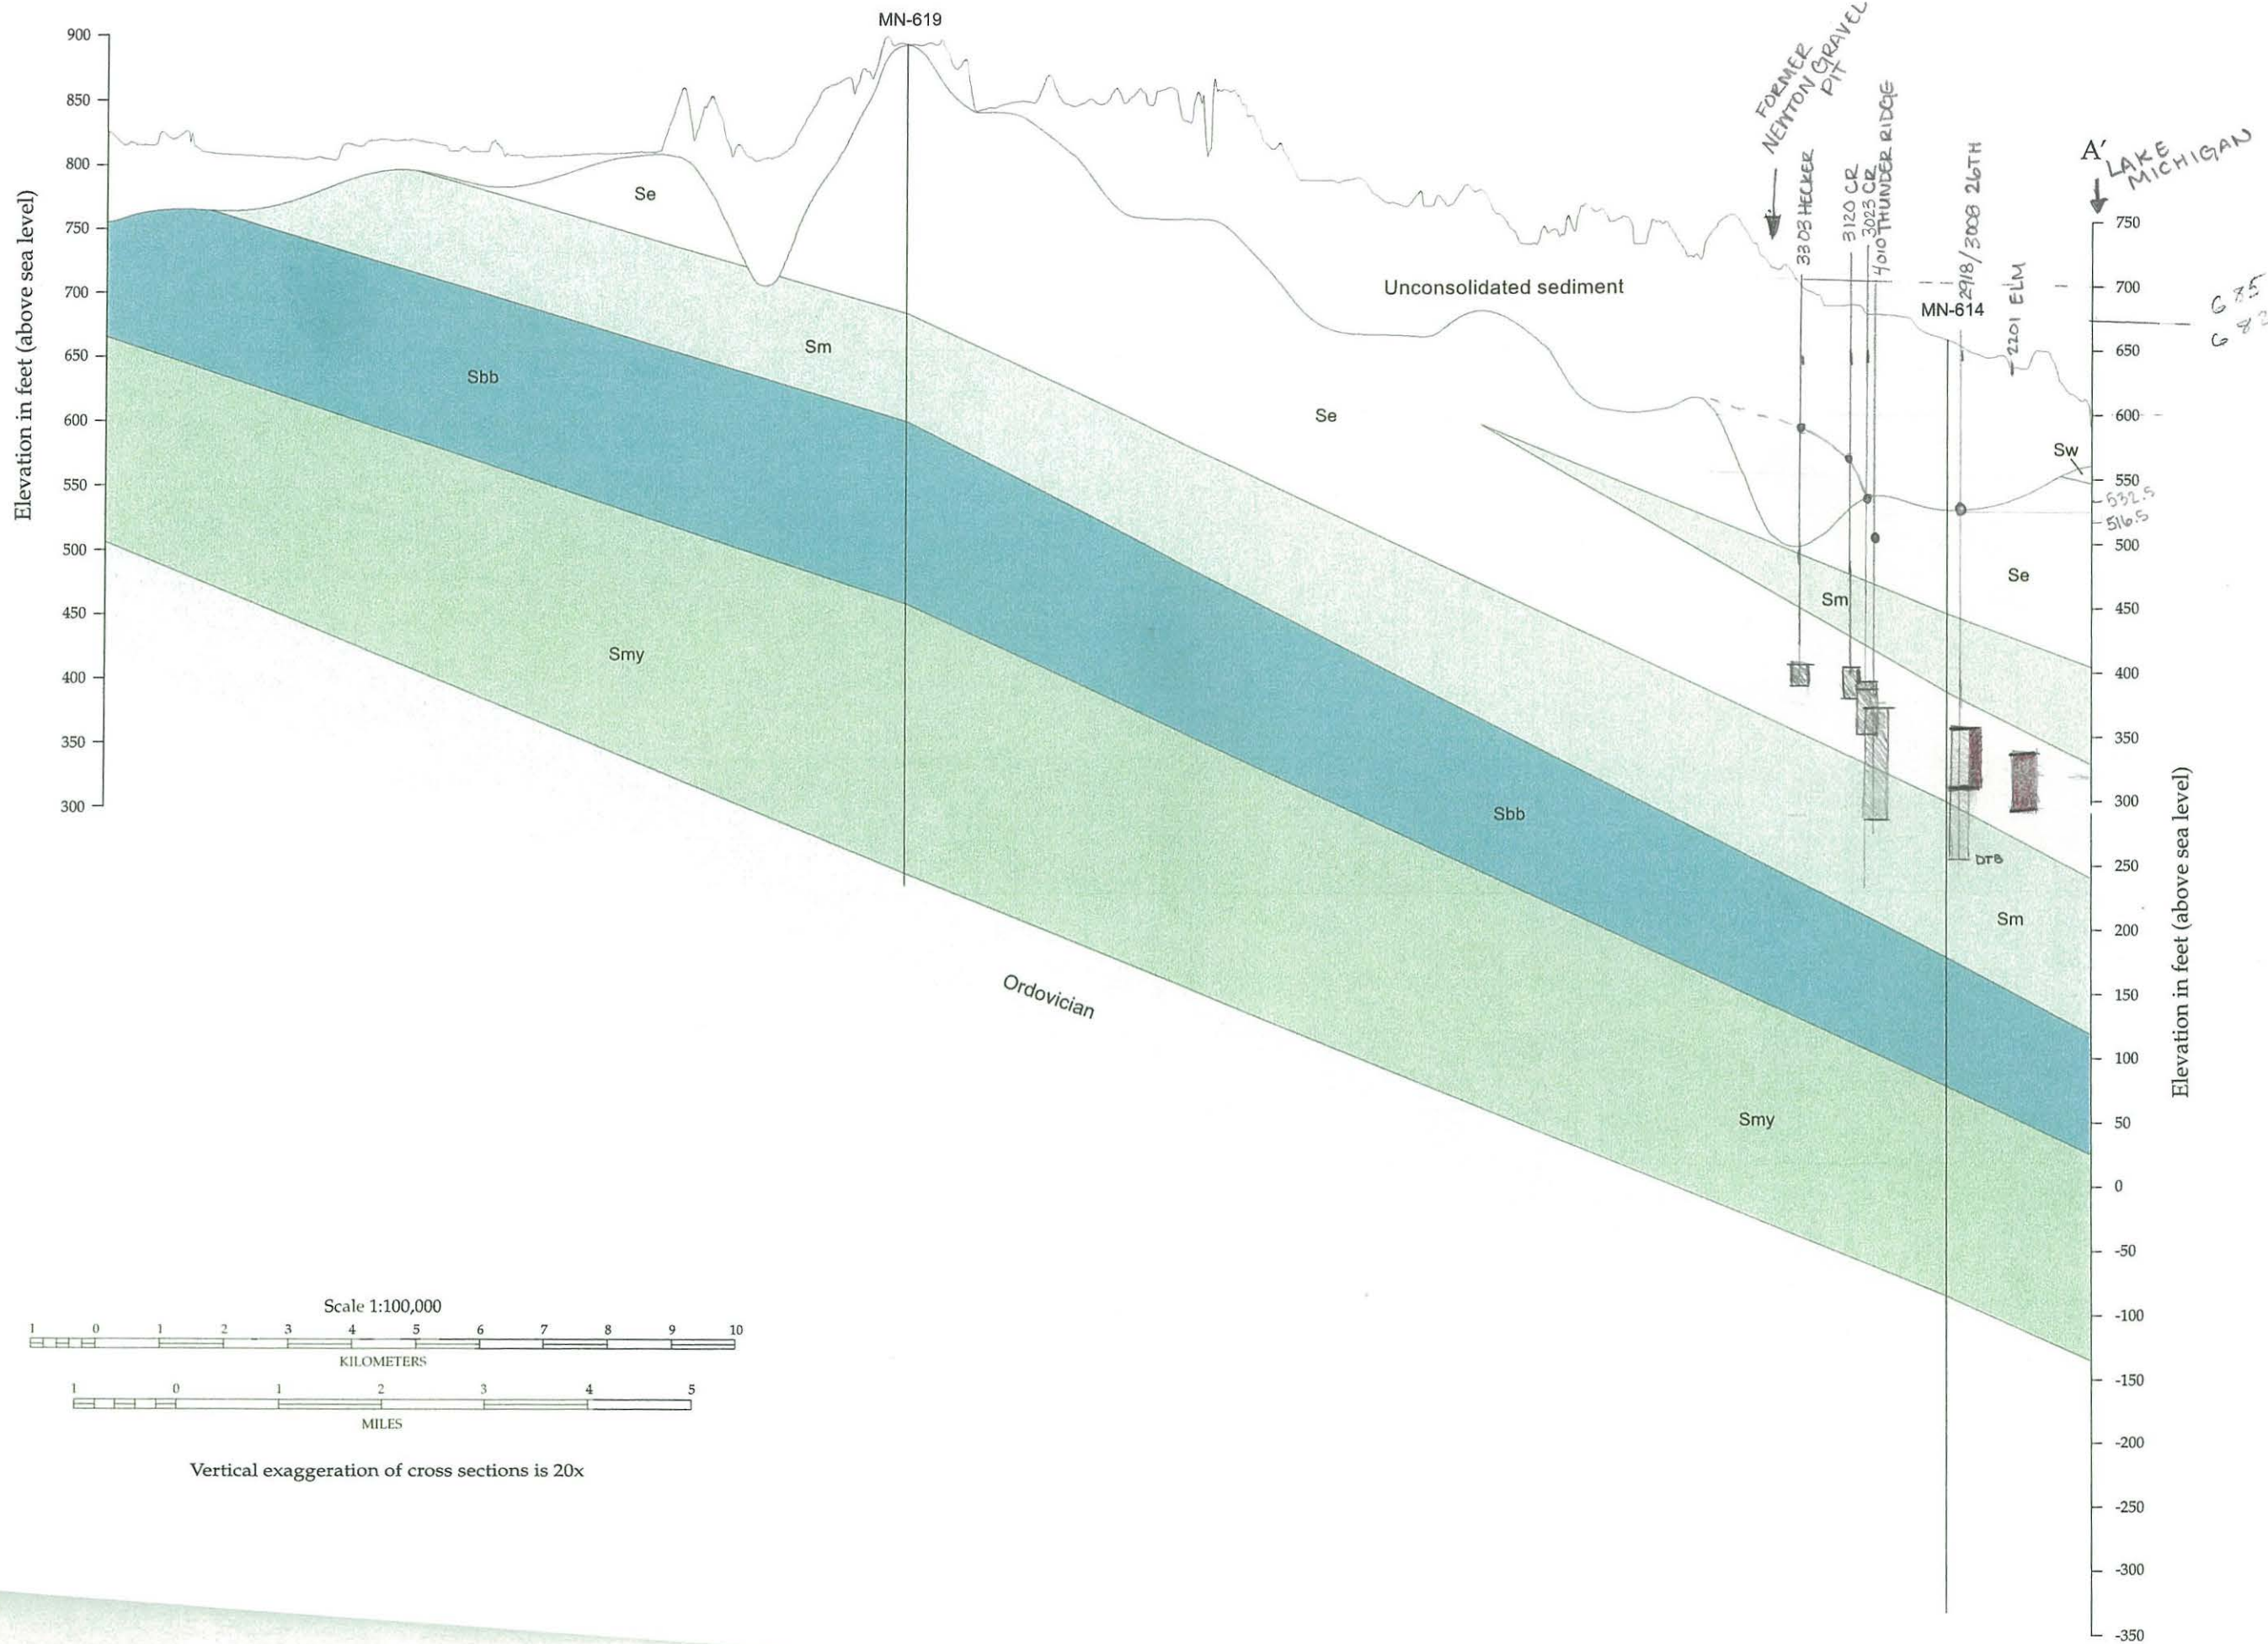 MN-619
900
850
800
750
700
650
600
550
500
450
400
350
300
Elevation in feet (above sea level)
FORMER
NEWTON GRAVEL
PIT
3303 HECKER
3120 CR
3023 CR
4010 THUNDER RIDGE
2918/3008 26TH
MN-614
2201 ELM
A′
LAKE
MICHIGAN
750
700
685
650
600
550
532.5
516.5
500
450
400
350
300
250
200
150
100
50
0
-50
-100
-150
-200
-250
-300
-350
Elevation in feet (above sea level)
Se
Unconsolidated sediment
Sm
Sbb
Se
Sw
Se
Sm
Smy
Sbb
DTB
Sm
Ordovician
Smy
Scale 1:100,000
1 0 1 2 3 4 5 6 7 8 9 10
KILOMETERS
1 0 1 2 3 4 5
MILES
Vertical exaggeration of cross sections is 20x